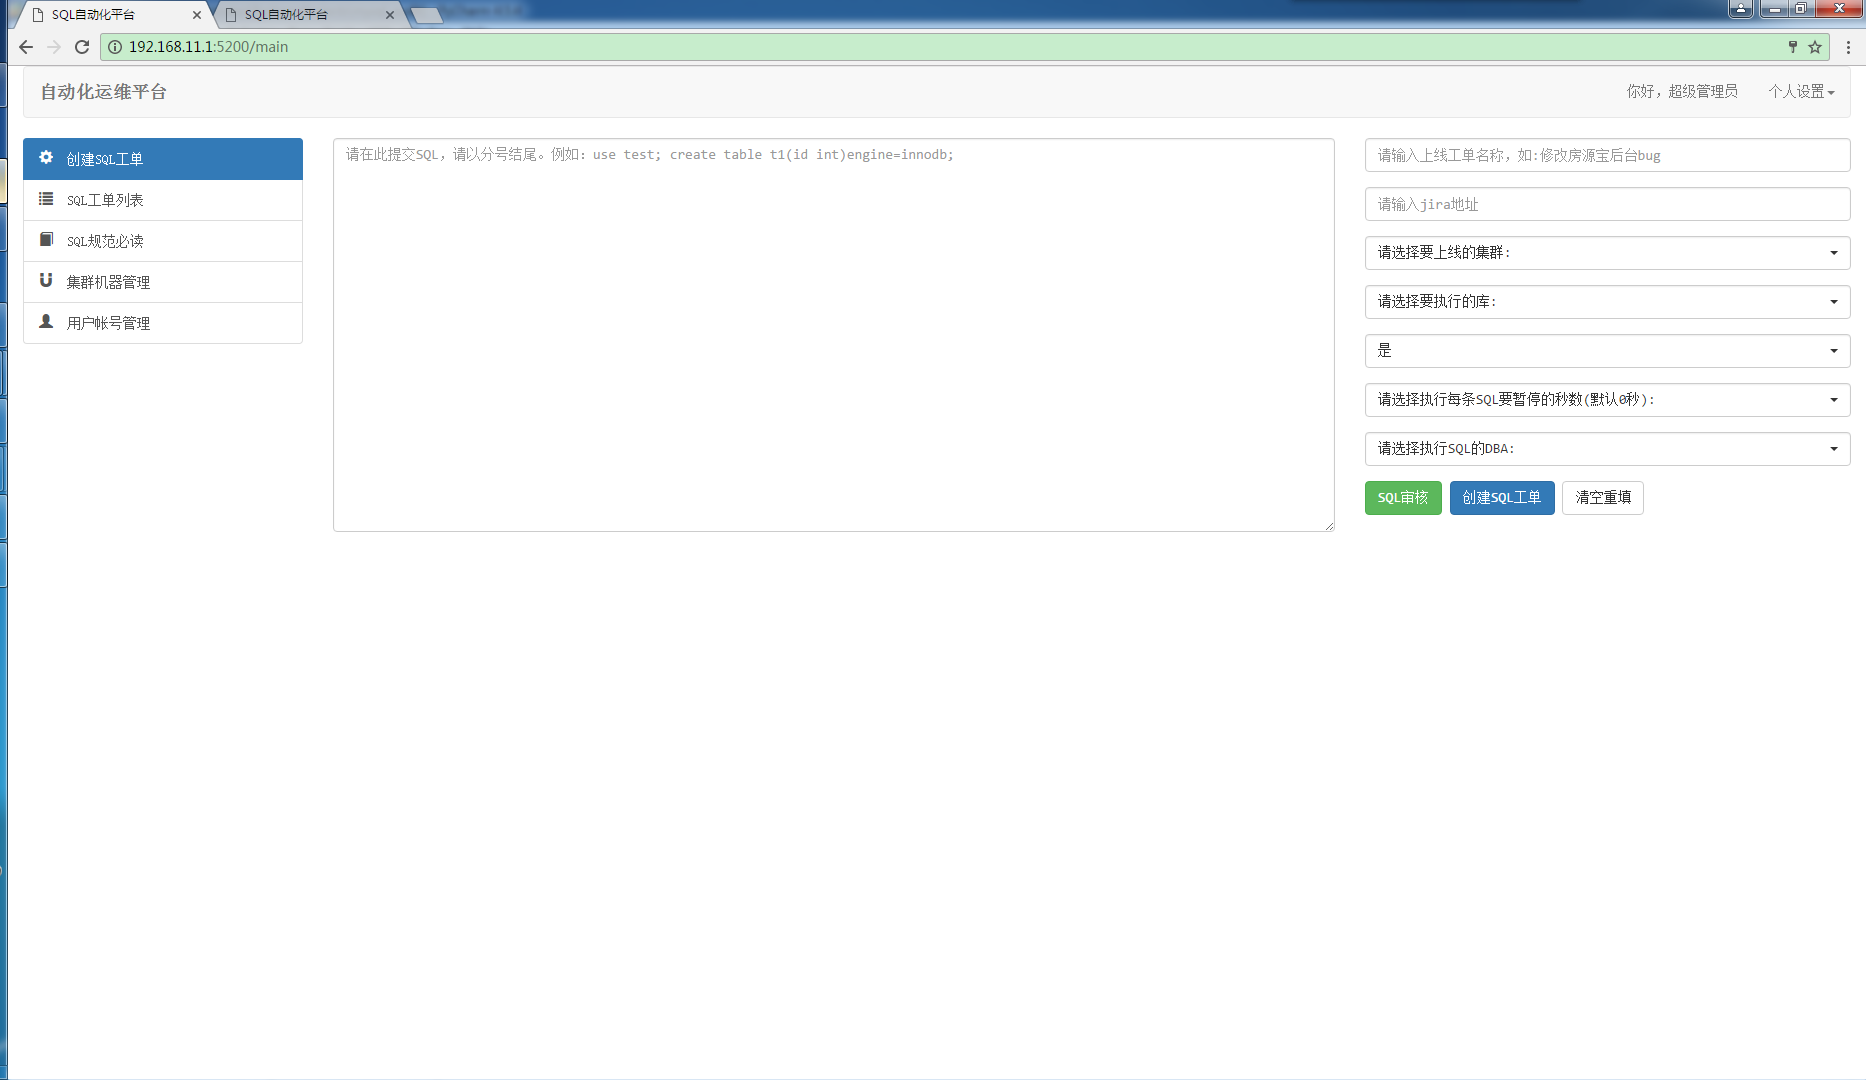 SQL自动化平台
SQL自动化平台
192.168.11.1:5200/main
自动化运维平台
你好，超级管理员
个人设置
创建SQL工单
SQL工单列表
SQL规范必读
集群机器管理
用户帐号管理
请在此提交SQL，请以分号结尾。例如：use test; create table t1(id int)engine=innodb;
请输入上线工单名称，如:修改房源宝后台bug
请输入jira地址
请选择要上线的集群:
请选择要执行的库:
是
请选择执行每条SQL要暂停的秒数(默认0秒):
请选择执行SQL的DBA:
SQL审核
创建SQL工单
清空重填